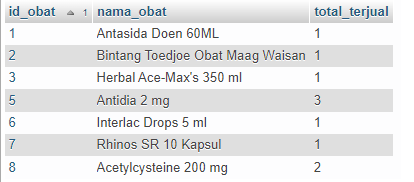 id_obat 1 nama_obat total_terjual
1 Antasida Doen 60ML 1
2 Bintang Toedjoe Obat Maag Waisan 1
3 Herbal Ace-Max's 350 ml 1
5 Antidia 2 mg 3
6 Interlac Drops 5 ml 1
7 Rhinos SR 10 Kapsul 1
8 Acetylcysteine 200 mg 2